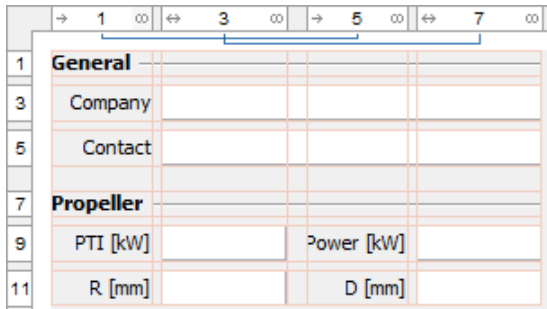 1 3 5 7
1 General
3 Company
5 Contact
7 Propeller
9 PTI [kW] Power [kW]
11 R [mm] D [mm]